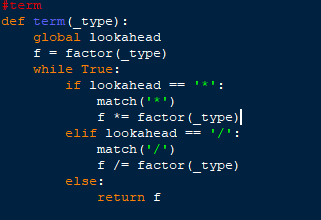 #term
def term(_type):
    global lookahead
    f = factor(_type)
    while True:
        if lookahead == '*':
            match('*')
            f *= factor(_type)
        elif lookahead == '/':
            match('/')
            f /= factor(_type)
        else:
            return f